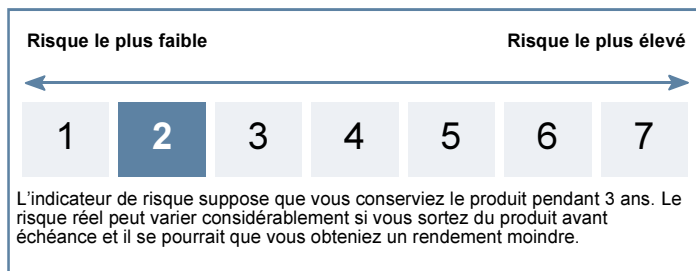 Risque le plus faible Risque le plus élevé
1 2 3 4 5 6 7
L'indicateur de risque suppose que vous conserviez le produit pendant 3 ans. Le
risque réel peut varier considérablement si vous sortez du produit avant
échéance et il se pourrait que vous obteniez un rendement moindre.